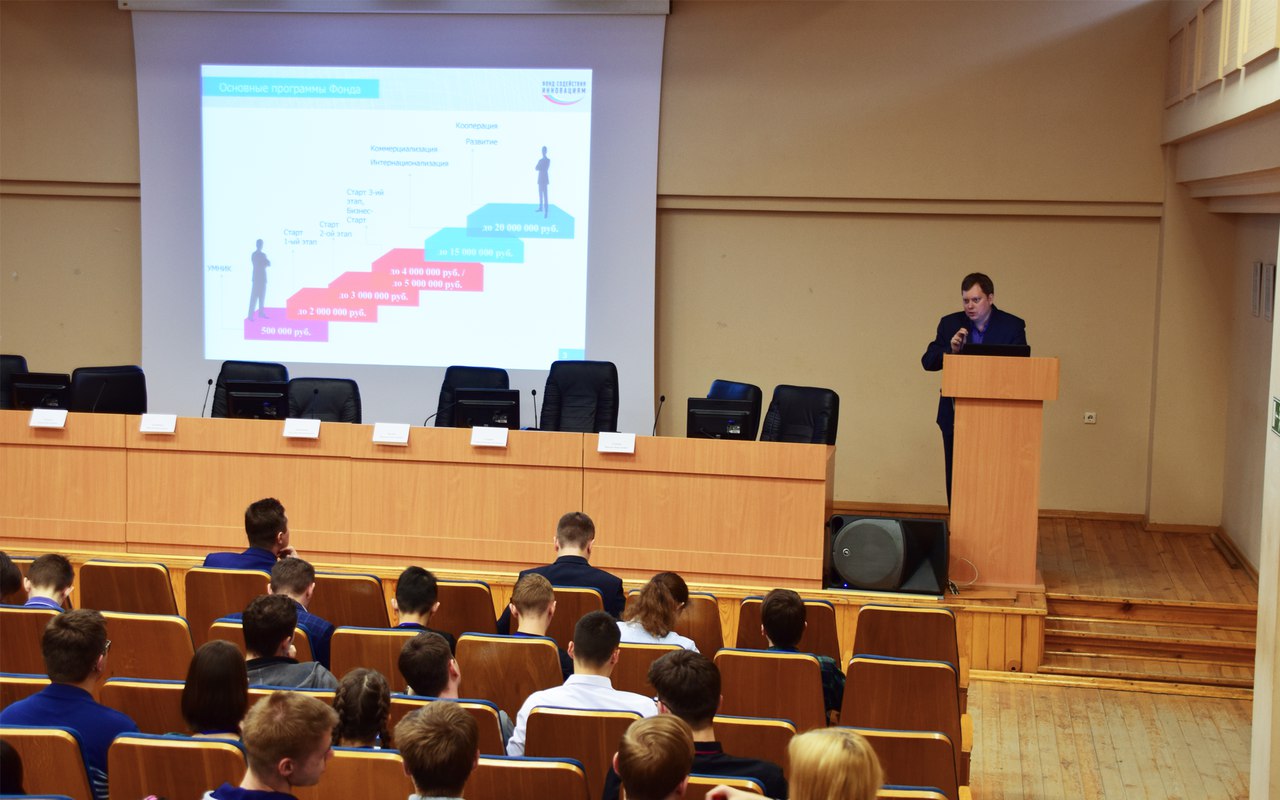 Основные программы Фонда
ФОНД СОДЕЙСТВИЯ
ИННОВАЦИЯМ
Кооперация
Развитие
Коммерциализация
Интернационализация
Старт 3-ий
этап,
Бизнес-
Старт
Старт
2-ой этап
Старт
1-ый этап
УМНИК
до 20 000 000 руб.
до 15 000 000 руб.
до 4 000 000 руб. /
до 5 000 000 руб.
до 3 000 000 руб.
до 2 000 000 руб.
500 000 руб.